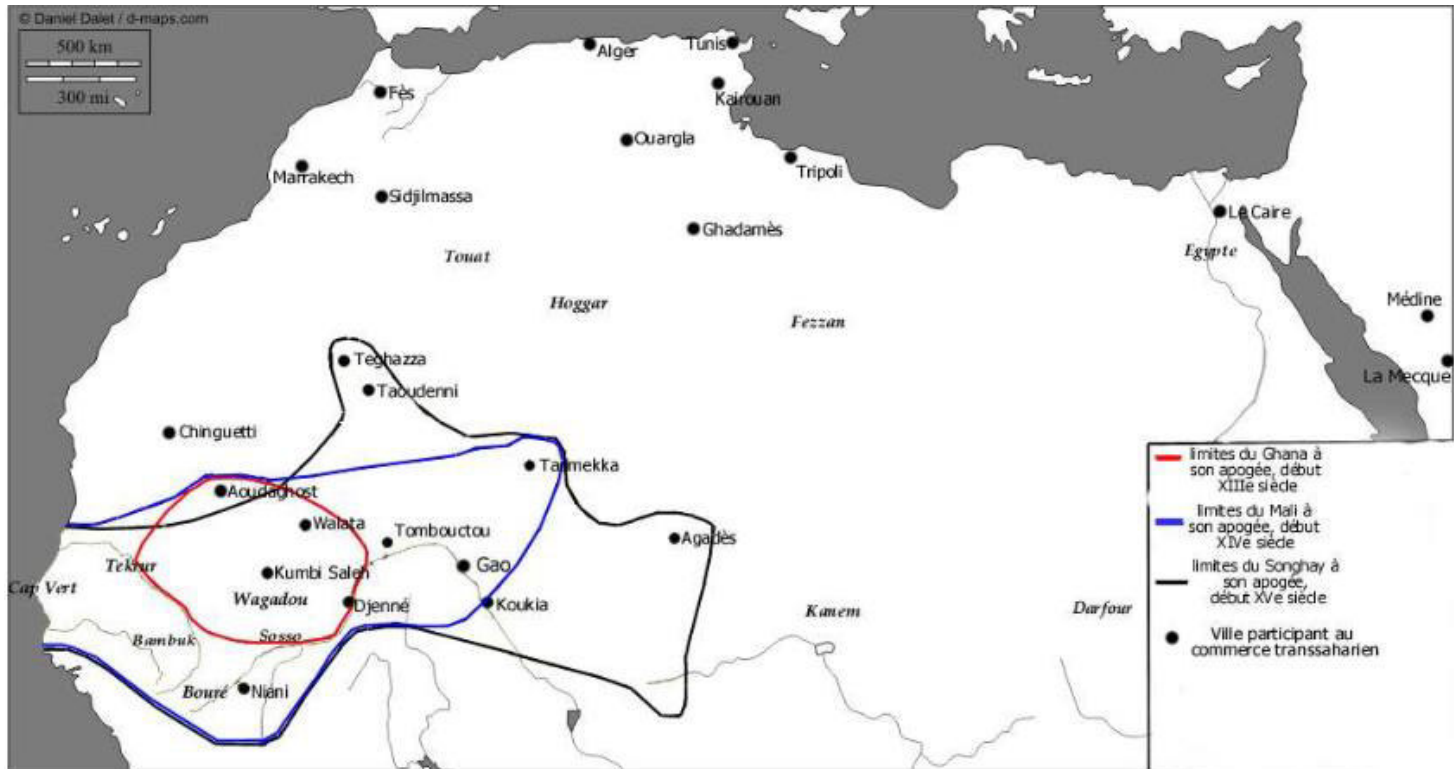 © Daniel Dalet / d-maps.com
500 km
300 mi
Alger
Tunis
Fès
Kairouan
Ouargla
Tripoli
Marrakech
Sidjilmassa
Le Caire
Ghadamès
Touat
Egypte
Hoggar
Médine
Fezzan
Teghazza
La Mecque
Taoudenni
Chinguetti
Tadmekka
Aoudaghost
Walata
Tombouctou
Agadès
Gao
Tekrur
Kumbi Saleh
Cap Vert
Wagadou
Djenné
Koukia
Kanem
Darfour
Bambuk
Sosso
Bouré
Niani
limites du Ghana à
son apogée, début
XIIIè siècle
limites du Mali à
son apogée, début
XIVe siècle
limites du Songhay à
son apogée,
début XVe siècle
Ville participant au
commerce transsaharien